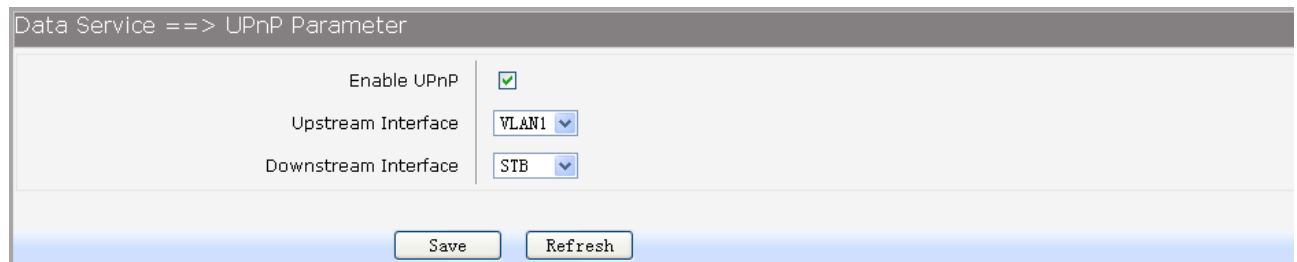 Data Service ==> UPnP Parameter
Enable UPnP
Upstream Interface VLAN1
Downstream Interface STB
Save Refresh